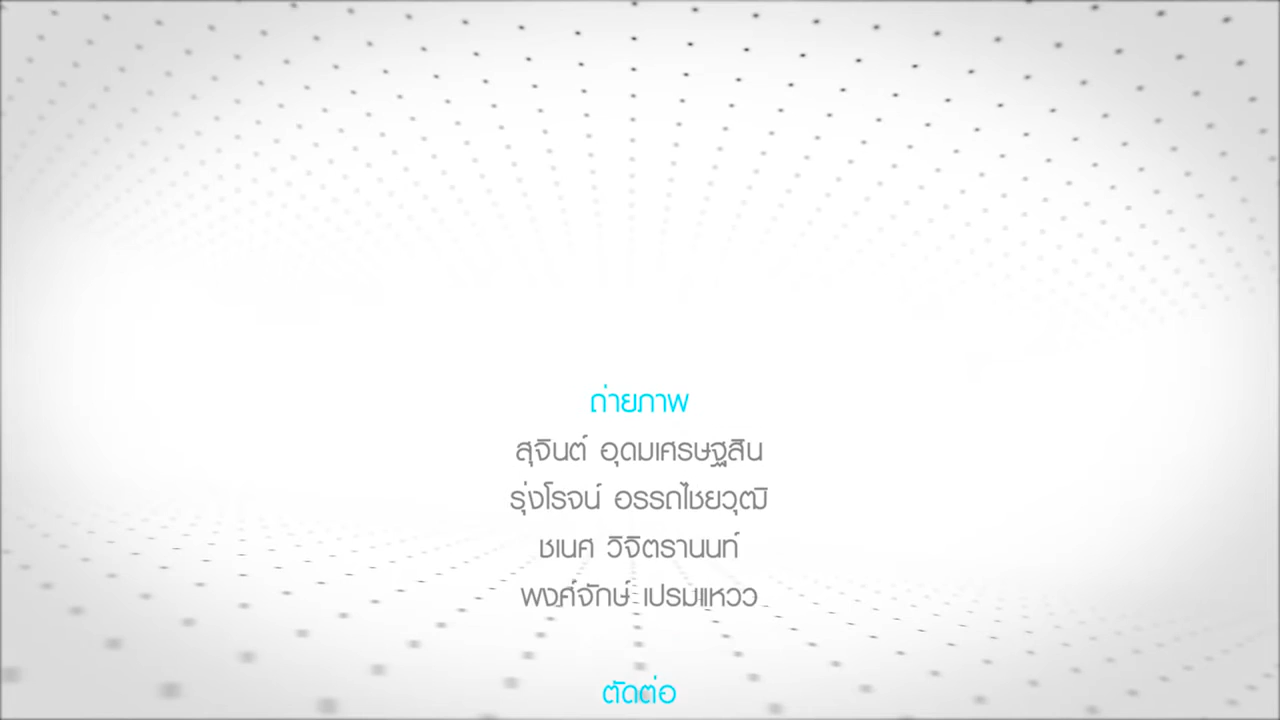 ถ่ายภาพ
สุจินต์ อุดมเศรษฐสิน
รุ่งโรจน์ อรรถไชยวุฒิ
ชเนศ วิจิตรานนท์
พงค์จักษ์ เปรมแหวว
ตัดต่อ